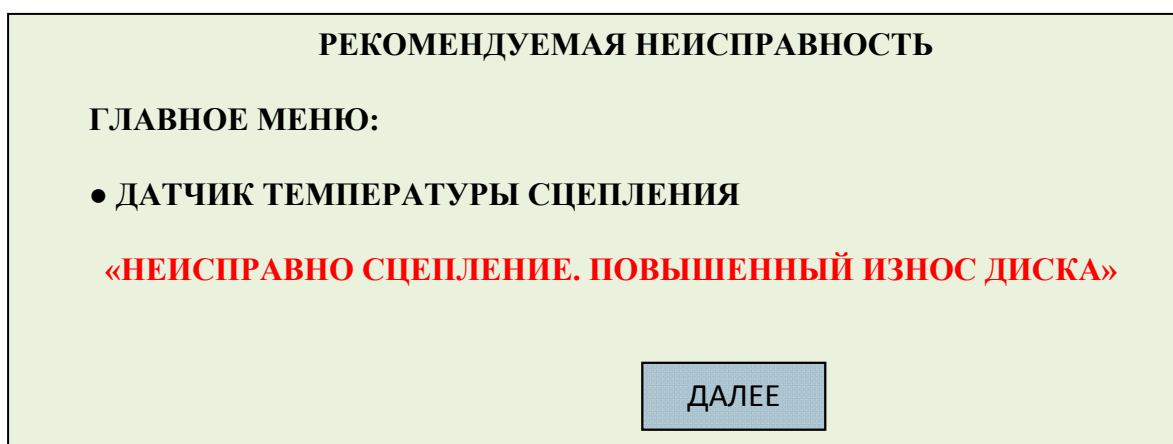 РЕКОМЕНДУЕМАЯ НЕИСПРАВНОСТЬ
ГЛАВНОЕ МЕНЮ:
● ДАТЧИК ТЕМПЕРАТУРЫ СЦЕПЛЕНИЯ
«НЕИСПРАВНО СЦЕПЛЕНИЕ. ПОВЫШЕННЫЙ ИЗНОС ДИСКА»
ДАЛЕЕ